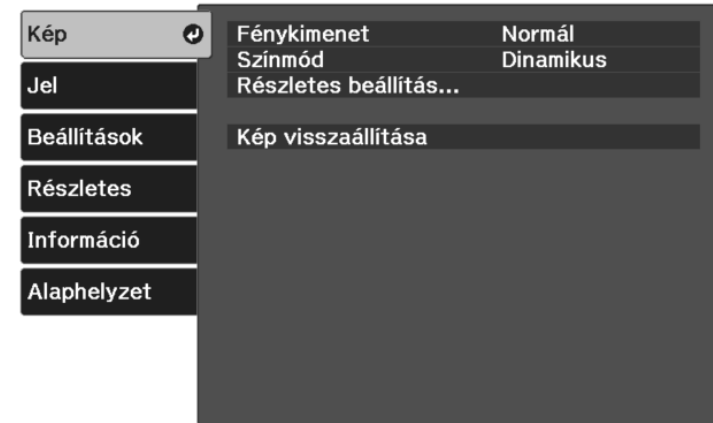 Kép
Jel
Beállítások
Részletes
Információ
Alaphelyzet
Fénykimenet Normál
Színmód Dinamikus
Részletes beállítás...
Kép visszaállítása